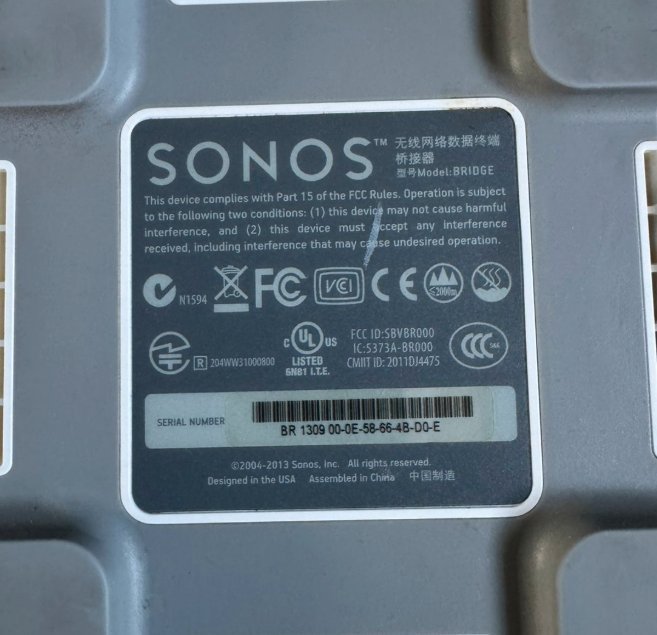 SONOS™
无线网络数据终端
桥接器
型号Model:BRIDGE
This device complies with Part 15 of the FCC Rules. Operation is subject
to the following two conditions: (1) this device may not cause harmful
interference, and (2) this device must accept any interference
received, including interference that may cause undesired operation.
N1594 FC VCI CE ≤2000m
R 204WW31000800
c UL US
LISTED
6N81 I.T.E.
FCC ID:SBVBR000
IC:5373A-BR000
CMIIT ID: 2011DJ4475
CCC S&E
SERIAL NUMBER
BR 1309 00-0E-58-66-4B-D0-E
©2004-2013 Sonos, Inc. All rights reserved.
Designed in the USA Assembled in China 中国制造